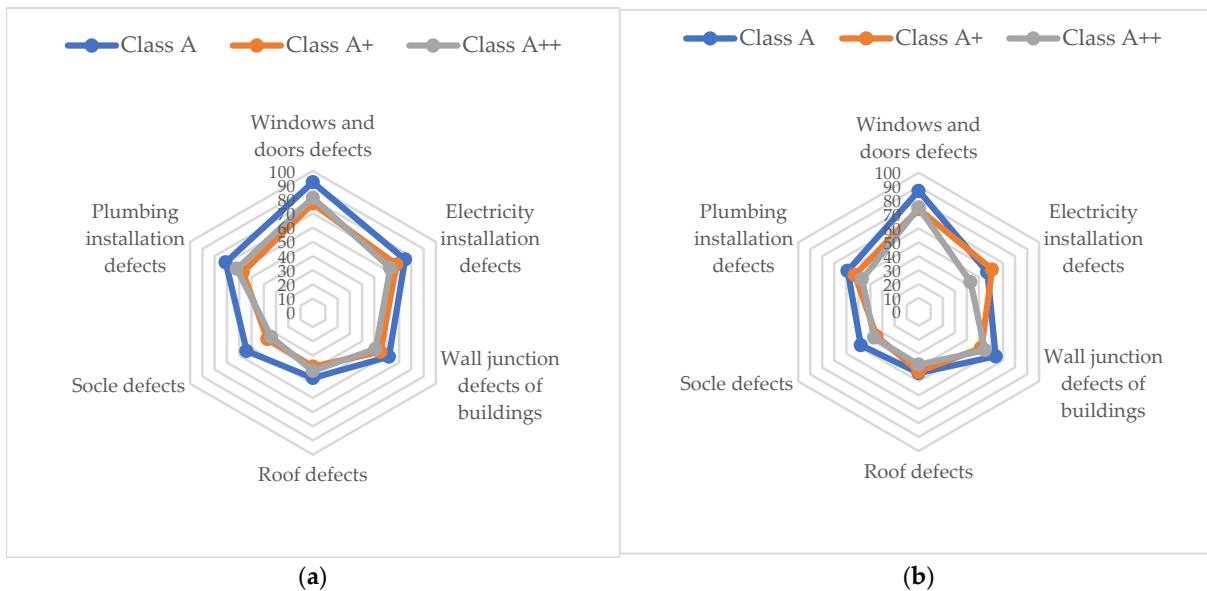 (a)
Class A Class A+ Class A++
Windows and
doors defects
100
90
80
70
60
50
40
30
20
10
0
Electricity
installation
defects
Wall junction
defects of
buildings
Roof defects
Socle defects
Plumbing
installation
defects
(b)
Class A Class A+ Class A++
Windows and
doors defects
100
90
80
70
60
50
40
30
20
10
0
Electricity
installation
defects
Wall junction
defects of
buildings
Roof defects
Socle defects
Plumbing
installation
defects
(a)
(b)